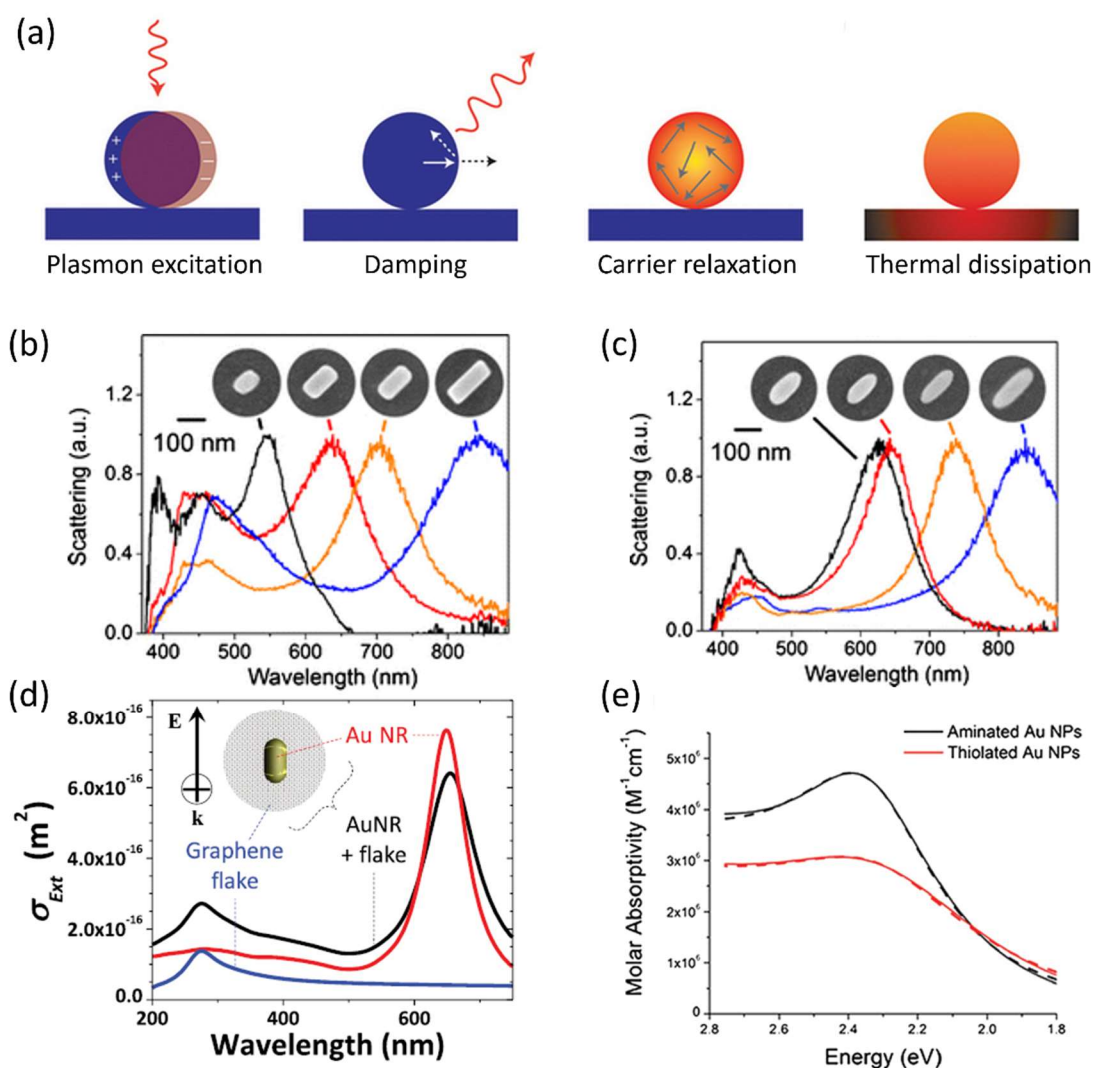 (a)
+ + + − − −
Plasmon excitation
Damping
Carrier relaxation
Thermal dissipation
(b)
1.2
0.8
0.4
0.0
Scattering (a.u.)
100 nm
400 500 600 700 800
Wavelength (nm)
(c)
1.2
0.8
0.4
0.0
Scattering (a.u.)
100 nm
400 500 600 700 800
Wavelength (nm)
(d)
8.0x10⁻¹⁶
6.0x10⁻¹⁶
4.0x10⁻¹⁶
2.0x10⁻¹⁶
0.0
σExt (m²)
E
k
Au NR
AuNR
+ flake
Graphene
flake
200 400 600
Wavelength (nm)
(e)
Aminated Au NPs
Thiolated Au NPs
5x10⁶
4x10⁶
3x10⁶
2x10⁶
1x10⁶
0
Molar Absorptivity (M⁻¹cm⁻¹)
2.8 2.6 2.4 2.2 2.0 1.8
Energy (eV)